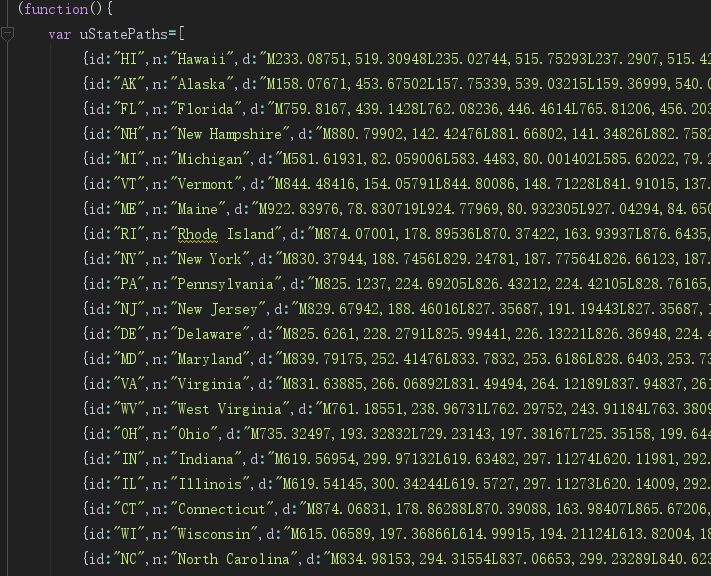 (function(){
var uStatePaths=[
{id:"HI",n:"Hawaii",d:"M233.08751,519.30948L235.02744,515.75293L237.2907,515.42
{id:"AK",n:"Alaska",d:"M158.07671,453.67502L157.75339,539.03215L159.36999,540.0
{id:"FL",n:"Florida",d:"M759.8167,439.1428L762.08236,446.4614L765.81206,456.203
{id:"NH",n:"New Hampshire",d:"M880.79902,142.42476L881.66802,141.34826L882.7582
{id:"MI",n:"Michigan",d:"M581.61931,82.059006L583.4483,80.001402L585.62022,79.2
{id:"VT",n:"Vermont",d:"M844.48416,154.05791L844.80086,148.71228L841.91015,137.
{id:"ME",n:"Maine",d:"M922.83976,78.830719L924.77969,80.932305L927.04294,84.650
{id:"RI",n:"Rhode Island",d:"M874.07001,178.89536L870.37422,163.93937L876.6435,
{id:"NY",n:"New York",d:"M830.37944,188.7456L829.24781,187.77564L826.66123,187.
{id:"PA",n:"Pennsylvania",d:"M825.1237,224.69205L826.43212,224.42105L828.76165,
{id:"NJ",n:"New Jersey",d:"M829.67942,188.46016L827.35687,191.19443L827.35687,1
{id:"DE",n:"Delaware",d:"M825.6261,228.2791L825.99441,226.13221L826.36948,224.4
{id:"MD",n:"Maryland",d:"M839.79175,252.41476L833.7832,253.6186L828.6403,253.73
{id:"VA",n:"Virginia",d:"M831.63885,266.06892L831.49494,264.12189L837.94837,261
{id:"WV",n:"West Virginia",d:"M761.18551,238.96731L762.29752,243.91184L763.3809
{id:"OH",n:"Ohio",d:"M735.32497,193.32832L729.23143,197.38167L725.35158,199.644
{id:"IN",n:"Indiana",d:"M619.56954,299.97132L619.63482,297.11274L620.11981,292.
{id:"IL",n:"Illinois",d:"M619.54145,300.34244L619.5727,297.11273L620.14009,292.
{id:"CT",n:"Connecticut",d:"M874.06831,178.86288L870.39088,163.98407L865.67206,
{id:"WI",n:"Wisconsin",d:"M615.06589,197.36866L614.99915,194.21124L613.82004,18
{id:"NC",n:"North Carolina",d:"M834.98153,294.31554L837.06653,299.23289L840.623